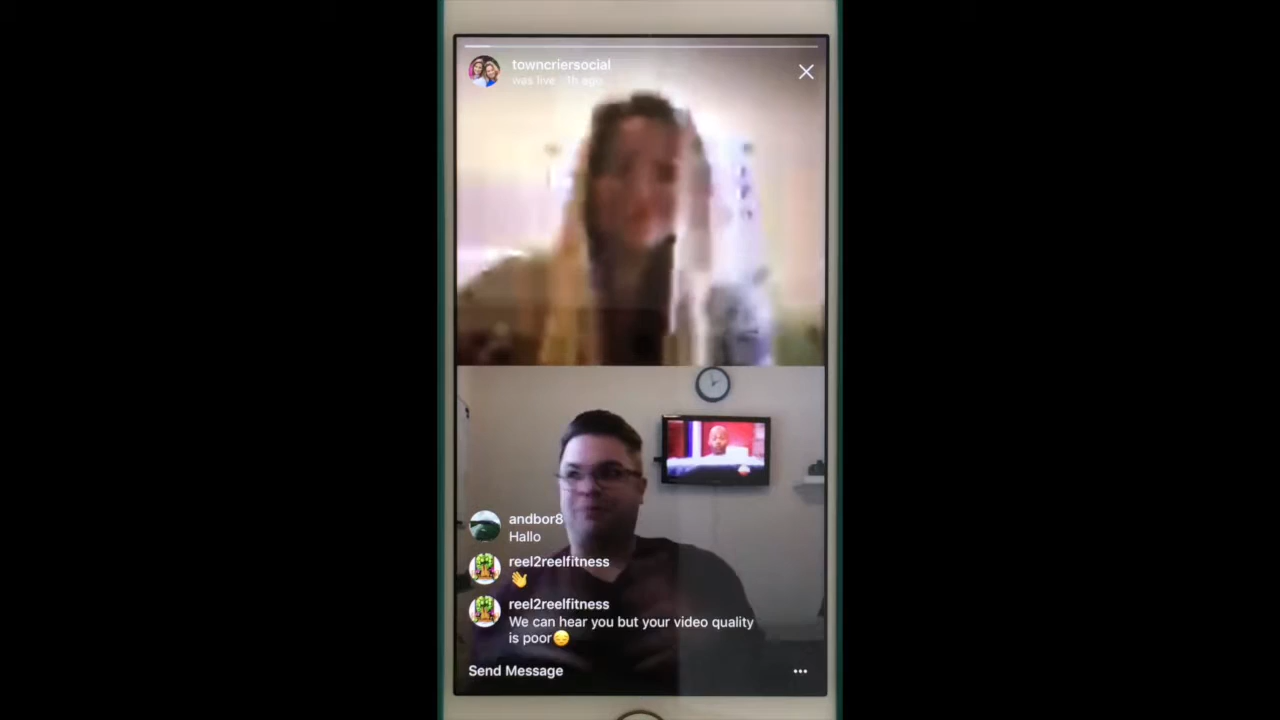 towncriersocial
was live · 1h ago
andbor8
Hallo
reel2reelfitness
👋
reel2reelfitness
We can hear you but your video quality
is poor😔
Send Message